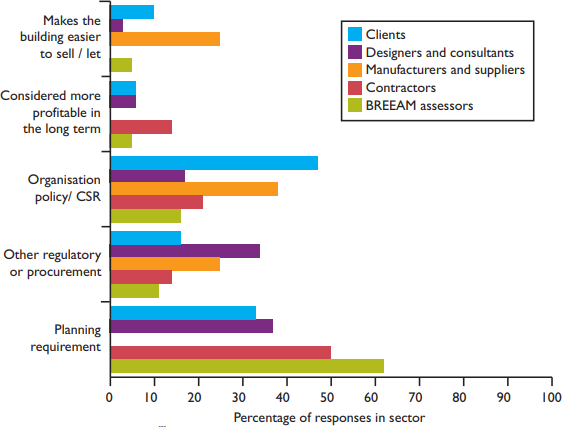 Makes the
building easier
to sell / let
Considered more
profitable in
the long term
Organisation
policy/ CSR
Other regulatory
or procurement
Planning
requirement
Clients
Designers and consultants
Manufacturers and suppliers
Contractors
BREEAM assessors
0 10 20 30 40 50 60 70 80 90 100
Percentage of responses in sector